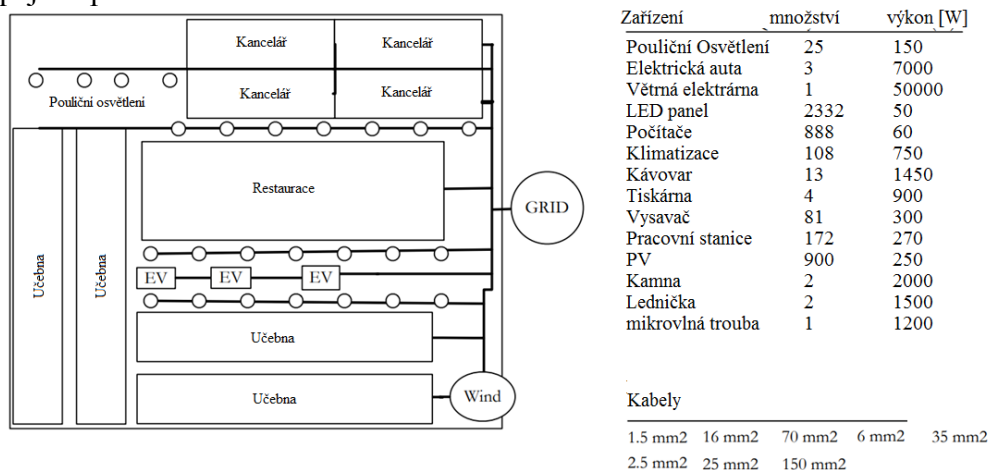 Kancelář
Kancelář
Kancelář
Kancelář
Pouliční osvětlení
Restaurace
GRID
Učebna
Učebna
EV
EV
EV
Učebna
Učebna
Wind
Zařízení množství výkon [W]
Pouliční Osvětlení 25 150
Elektrická auta 3 7000
Větrná elektrárna 1 50000
LED panel 2332 50
Počítače 888 60
Klimatizace 108 750
Kávovar 13 1450
Tiskárna 4 900
Vysavač 81 300
Pracovní stanice 172 270
PV 900 250
Kamna 2 2000
Lednička 2 1500
mikrovlná trouba 1 1200
Kabely
1.5 mm2 16 mm2 70 mm2 6 mm2 35 mm2
2.5 mm2 25 mm2 150 mm2